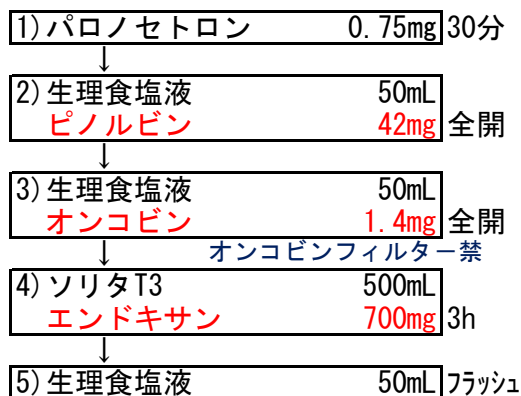 1)パロノセトロン 0.75mg 30分
↓
2)生理食塩液 50mL
ピノルビン 42mg 全開
↓
3)生理食塩液 50mL
オンコビン 1.4mg 全開
↓ オンコビンフィルター禁
4)ソリタT3 500mL
エンドキサン 700mg 3h
↓
5)生理食塩液 50mL フラッシュ